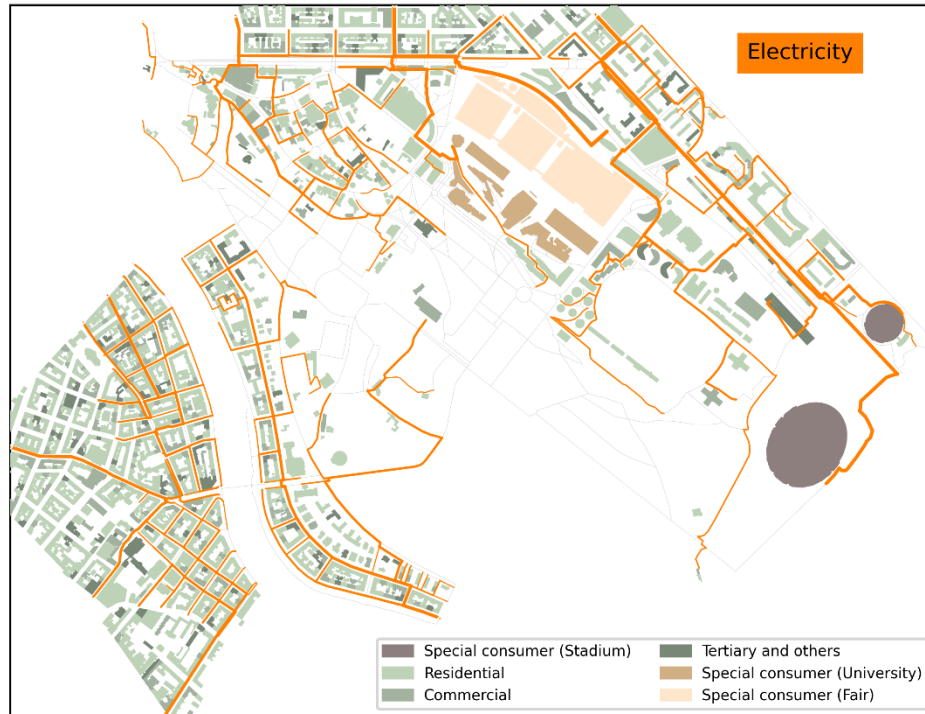 Electricity
Special consumer (Stadium)
Residential
Commercial
Tertiary and others
Special consumer (University)
Special consumer (Fair)